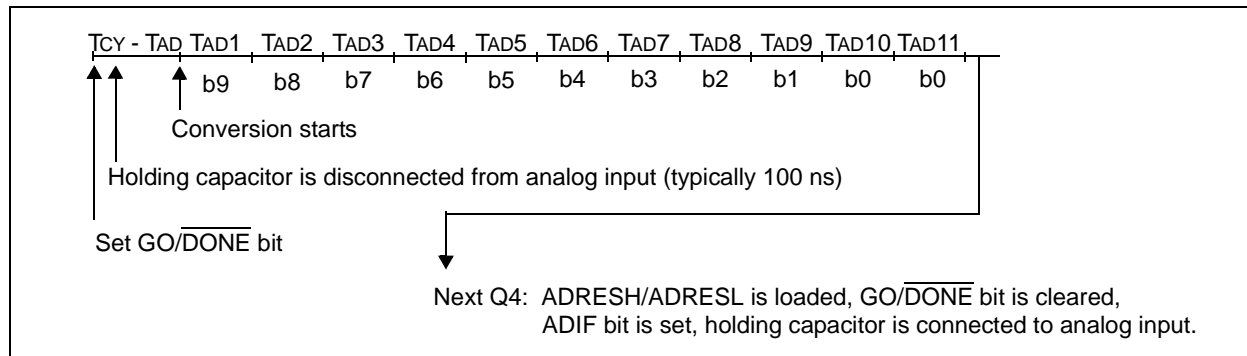 TCY - TAD TAD1 TAD2 TAD3 TAD4 TAD5 TAD6 TAD7 TAD8 TAD9 TAD10 TAD11
b9 b8 b7 b6 b5 b4 b3 b2 b1 b0 b0
Conversion starts
Holding capacitor is disconnected from analog input (typically 100 ns)
Set GO/DONE bit
Next Q4: ADRESH/ADRESL is loaded, GO/DONE bit is cleared,
ADIF bit is set, holding capacitor is connected to analog input.